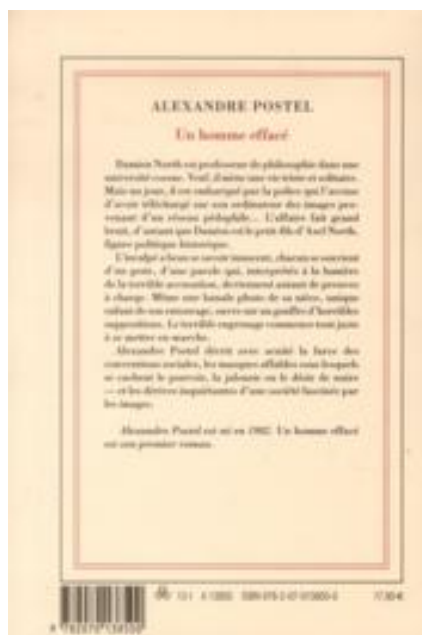 ALEXANDRE POSTEL
Un homme effacé
Damien North est professeur de philosophie dans une
université cossue. Veuf, il mène une vie triste et solitaire.
Mais un jour, il est embarqué par la police qui l'accuse
d'avoir téléchargé sur son ordinateur des images pro-
venant d'un réseau pédophile... L'affaire fait grand
bruit, d'autant que Damien est le petit-fils d'Axel North,
figure politique historique.
L'inculpé a beau se savoir innocent, chacun se souvient
d'un geste, d'une parole qui, interprétés à la lumière
de la terrible accusation, deviennent autant de preuves
à charge. Même une banale photo de sa nièce, unique
enfant de son entourage, ouvre sur un gouffre d'horribles
suppositions. Le terrible engrenage commence tout juste
à se mettre en marche.
Alexandre Postel décrit avec acuité la farce des
conventions sociales, les masques affables sous lesquels
se cachent le pouvoir, la jalousie ou le désir de nuire
— et les dérives inquiétantes d'une société fascinée par
les images.
Alexandre Postel est né en 1982. Un homme effacé
est son premier roman.